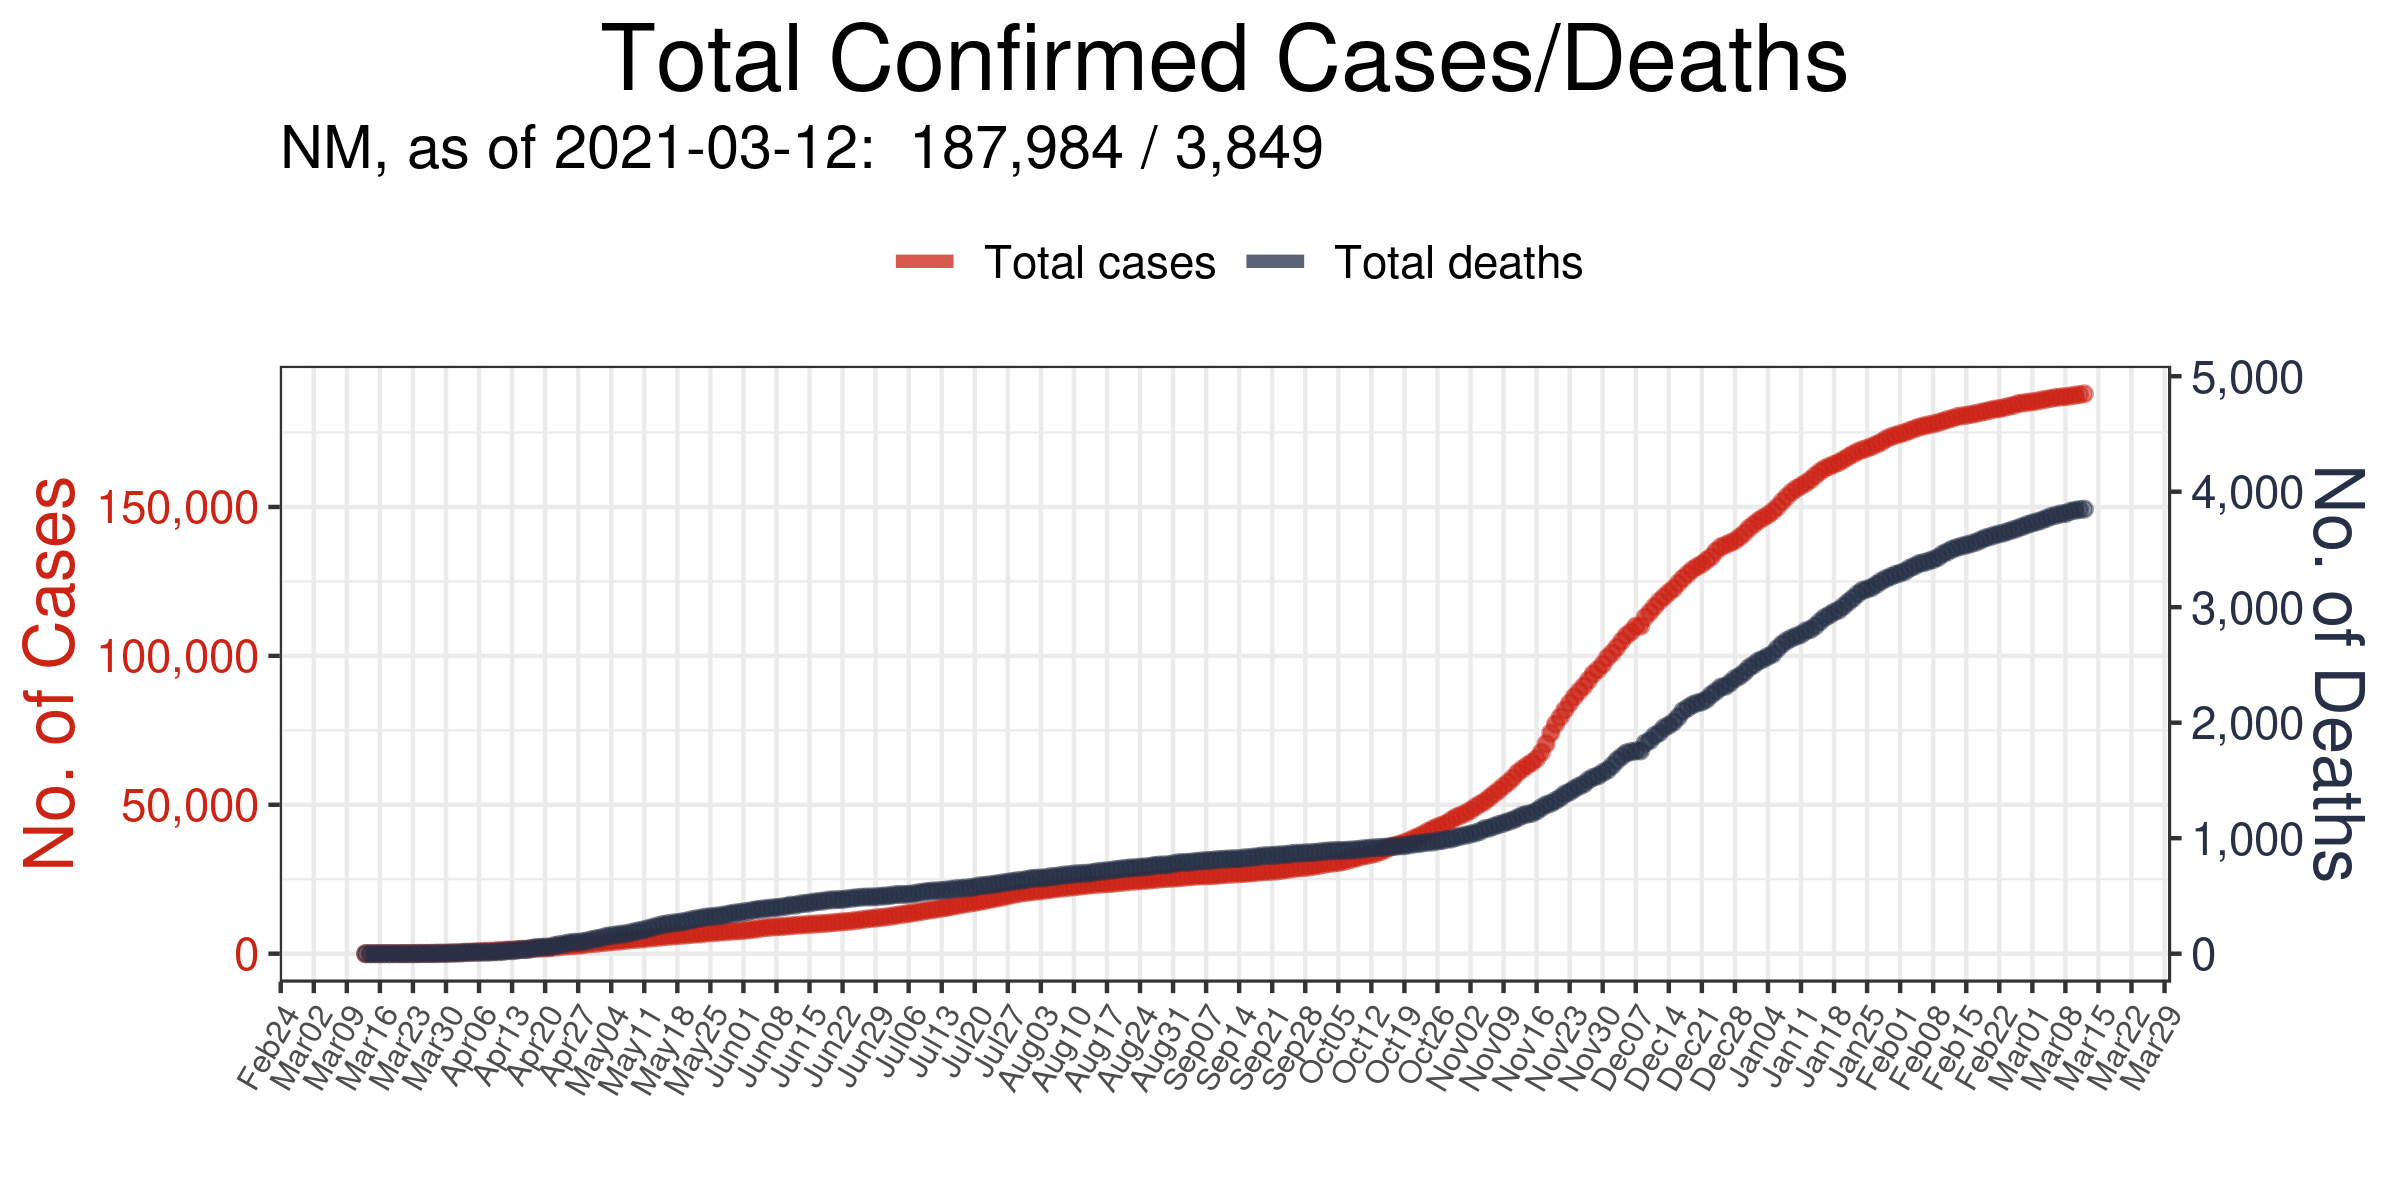 Total Confirmed Cases/Deaths
NM, as of 2021-03-12:  187,984 / 3,849
Total cases
Total deaths
No. of Cases
150,000
100,000
50,000
0
5,000
4,000
3,000
2,000
1,000
0
No. of Deaths
Feb24
Mar02
Mar09
Mar16
Mar23
Mar30
Apr06
Apr13
Apr20
Apr27
May04
May11
May18
May25
Jun01
Jun08
Jun15
Jun22
Jun29
Jul06
Jul13
Jul20
Jul27
Aug03
Aug10
Aug17
Aug24
Aug31
Sep07
Sep14
Sep21
Sep28
Oct05
Oct12
Oct19
Oct26
Nov02
Nov09
Nov16
Nov23
Nov30
Dec07
Dec14
Dec21
Dec28
Jan04
Jan11
Jan18
Jan25
Feb01
Feb08
Feb15
Feb22
Mar01
Mar08
Mar15
Mar22
Mar29